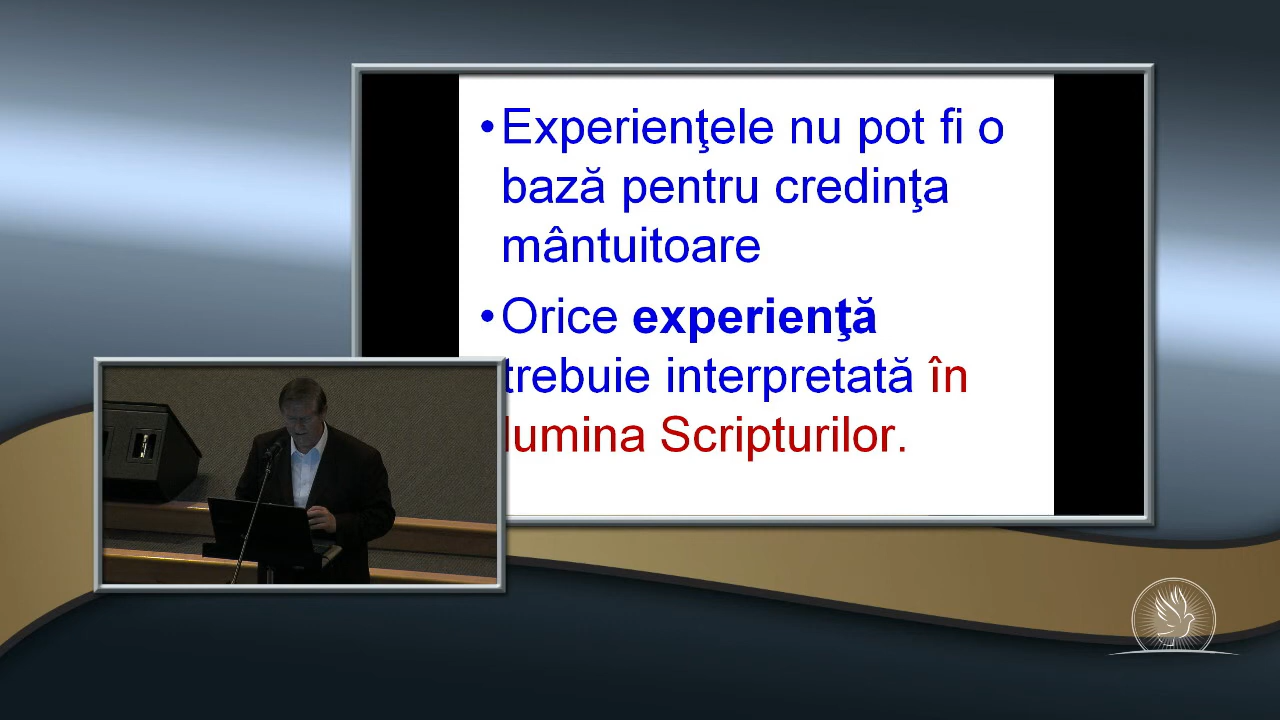 •Experienţele nu pot fi o
bază pentru credinţa
mântuitoare
•Orice experienţă
trebuie interpretată în
lumina Scripturilor.